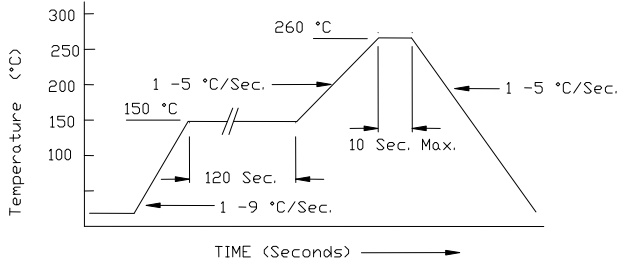 300
260 °C
250
200
1 -5 °C/Sec.
1 -5 °C/Sec.
150 °C
150
10 Sec. Max.
100
120 Sec.
1 -9 °C/Sec.
Temperature (°C)
TIME (Seconds)